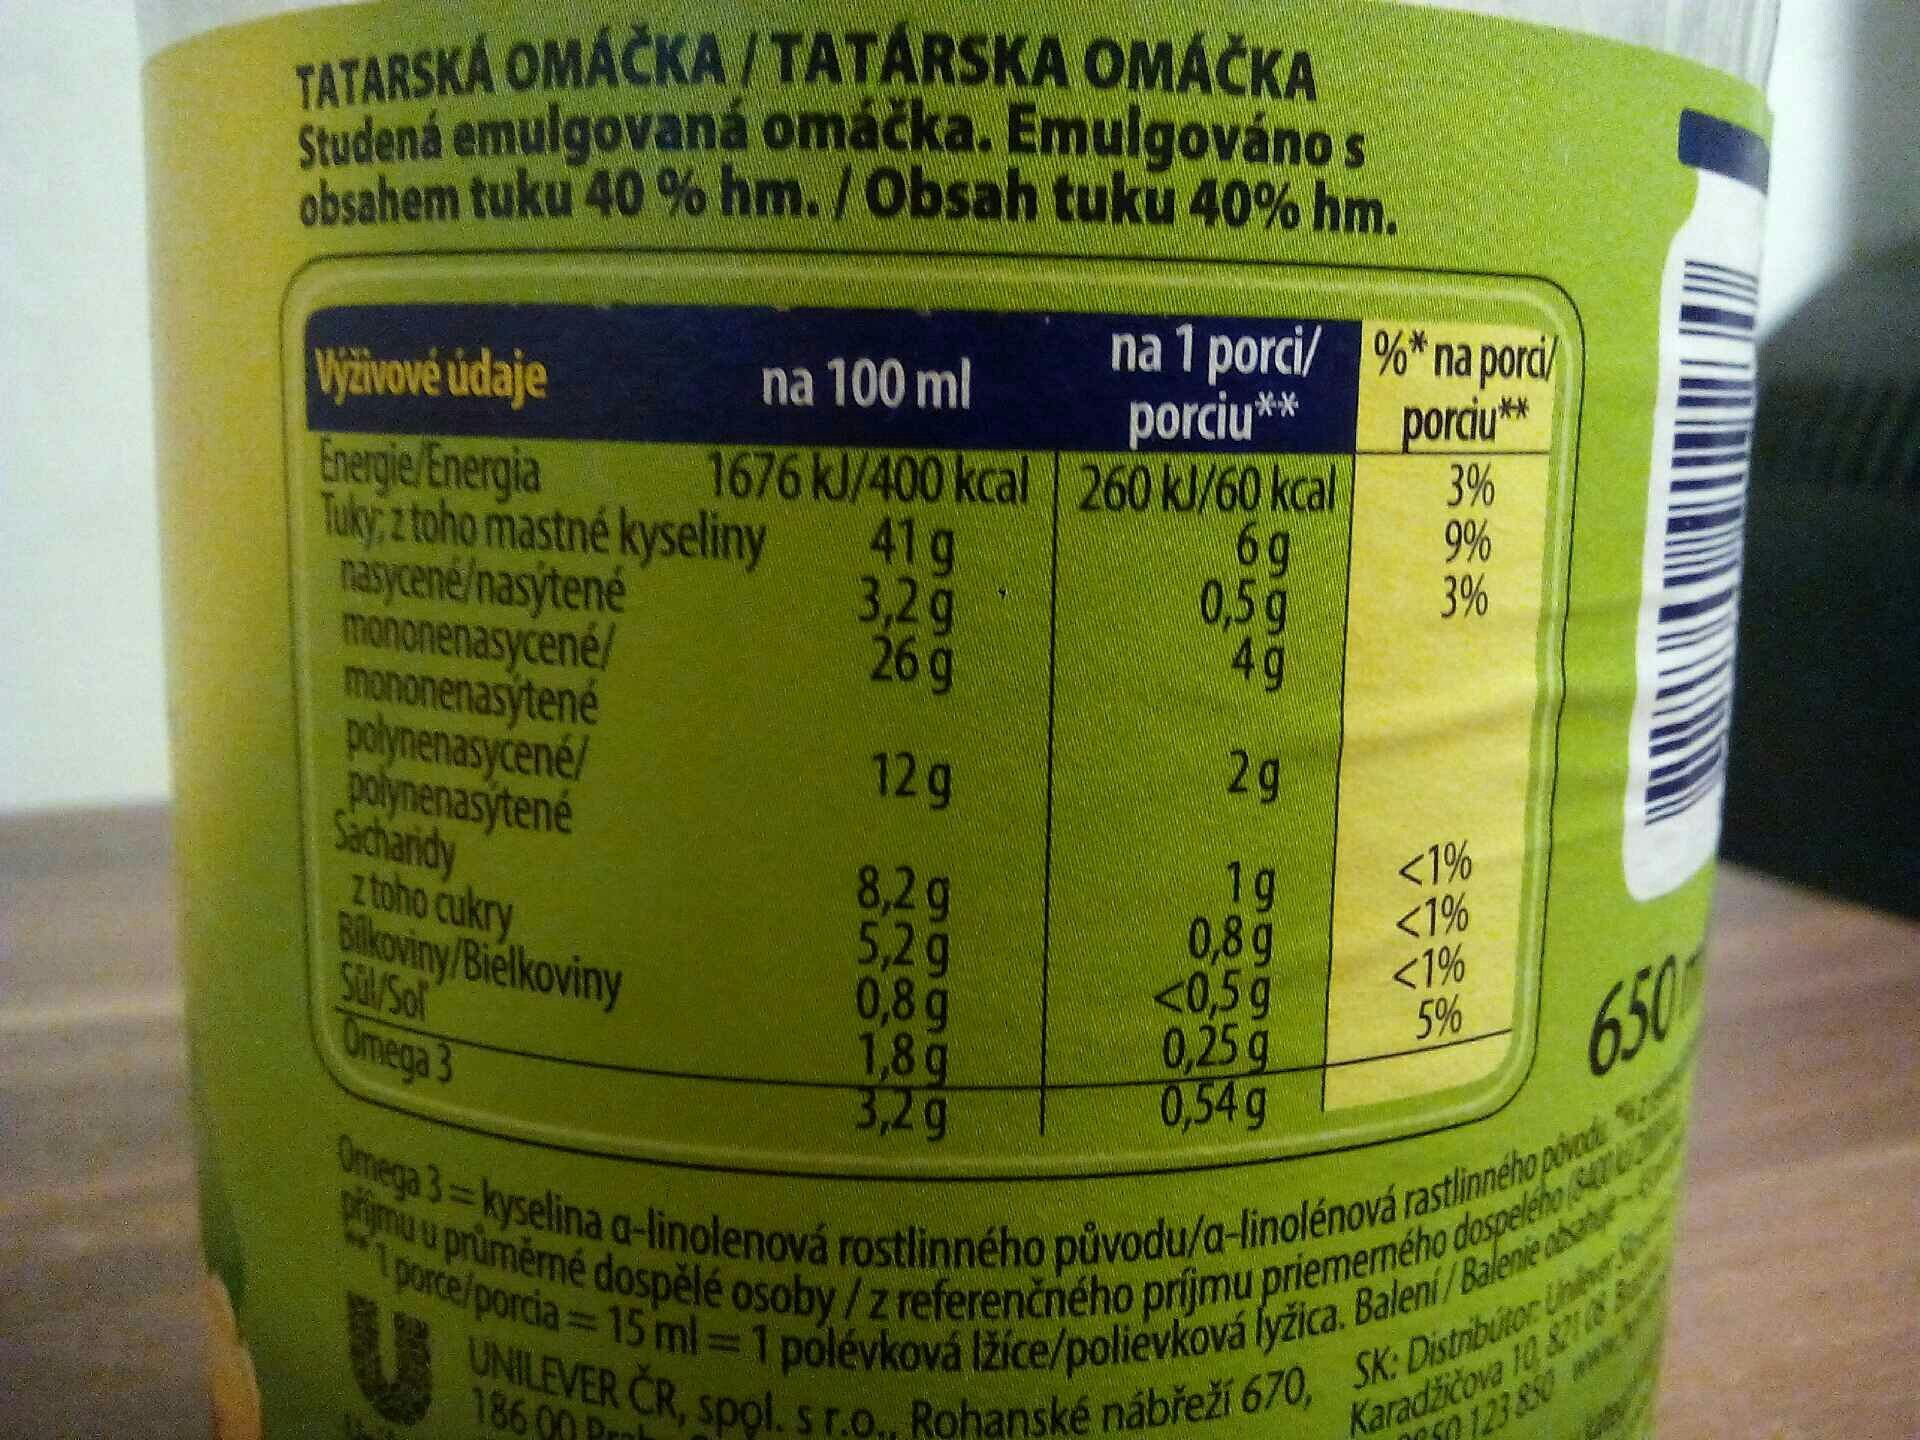 TATARSKÁ OMÁČKA / TATÁRSKA OMÁČKA
Studená emulgovaná omáčka. Emulgováno s
obsahem tuku 40 % hm. / Obsah tuku 40% hm.
Výživové údaje na 100 ml na 1 porci/ porciu** %* na porci/ porciu**
Energie/Energia 1676 kJ/400 kcal 260 kJ/60 kcal 3%
Tuky; z toho mastné kyseliny 41 g 6 g 9%
nasycené/nasýtené 3,2 g 0,5 g 3%
mononenasycené/ 26 g 4 g
mononenasýtené
polynenasycené/ 12 g 2 g
polynenasýtené
Sacharidy 8,2 g 1 g <1%
z toho cukry 5,2 g 0,8 g <1%
Bílkoviny/Bielkoviny 0,8 g <0,5 g <1%
Sůl/Soľ 1,8 g 0,25 g 5%
Omega 3 3,2 g 0,54 g
650
Omega 3 = kyselina α-linolenová rostlinného původu/α-linolénová rastlinného pôvodu.
příjmu u průměrné dospělé osoby / z referenčného príjmu priemerného dospelého (8400
** 1 porce/porcia = 15 ml = 1 polévková lžíce/polievková lyžica. Balení / Balenie obsahuje
UNILEVER ČR, spol. s r.o., Rohanské nábřeží 670,
186 00
SK: Distribútor: Unilever
Karadžičova 10, 821 08
123 850